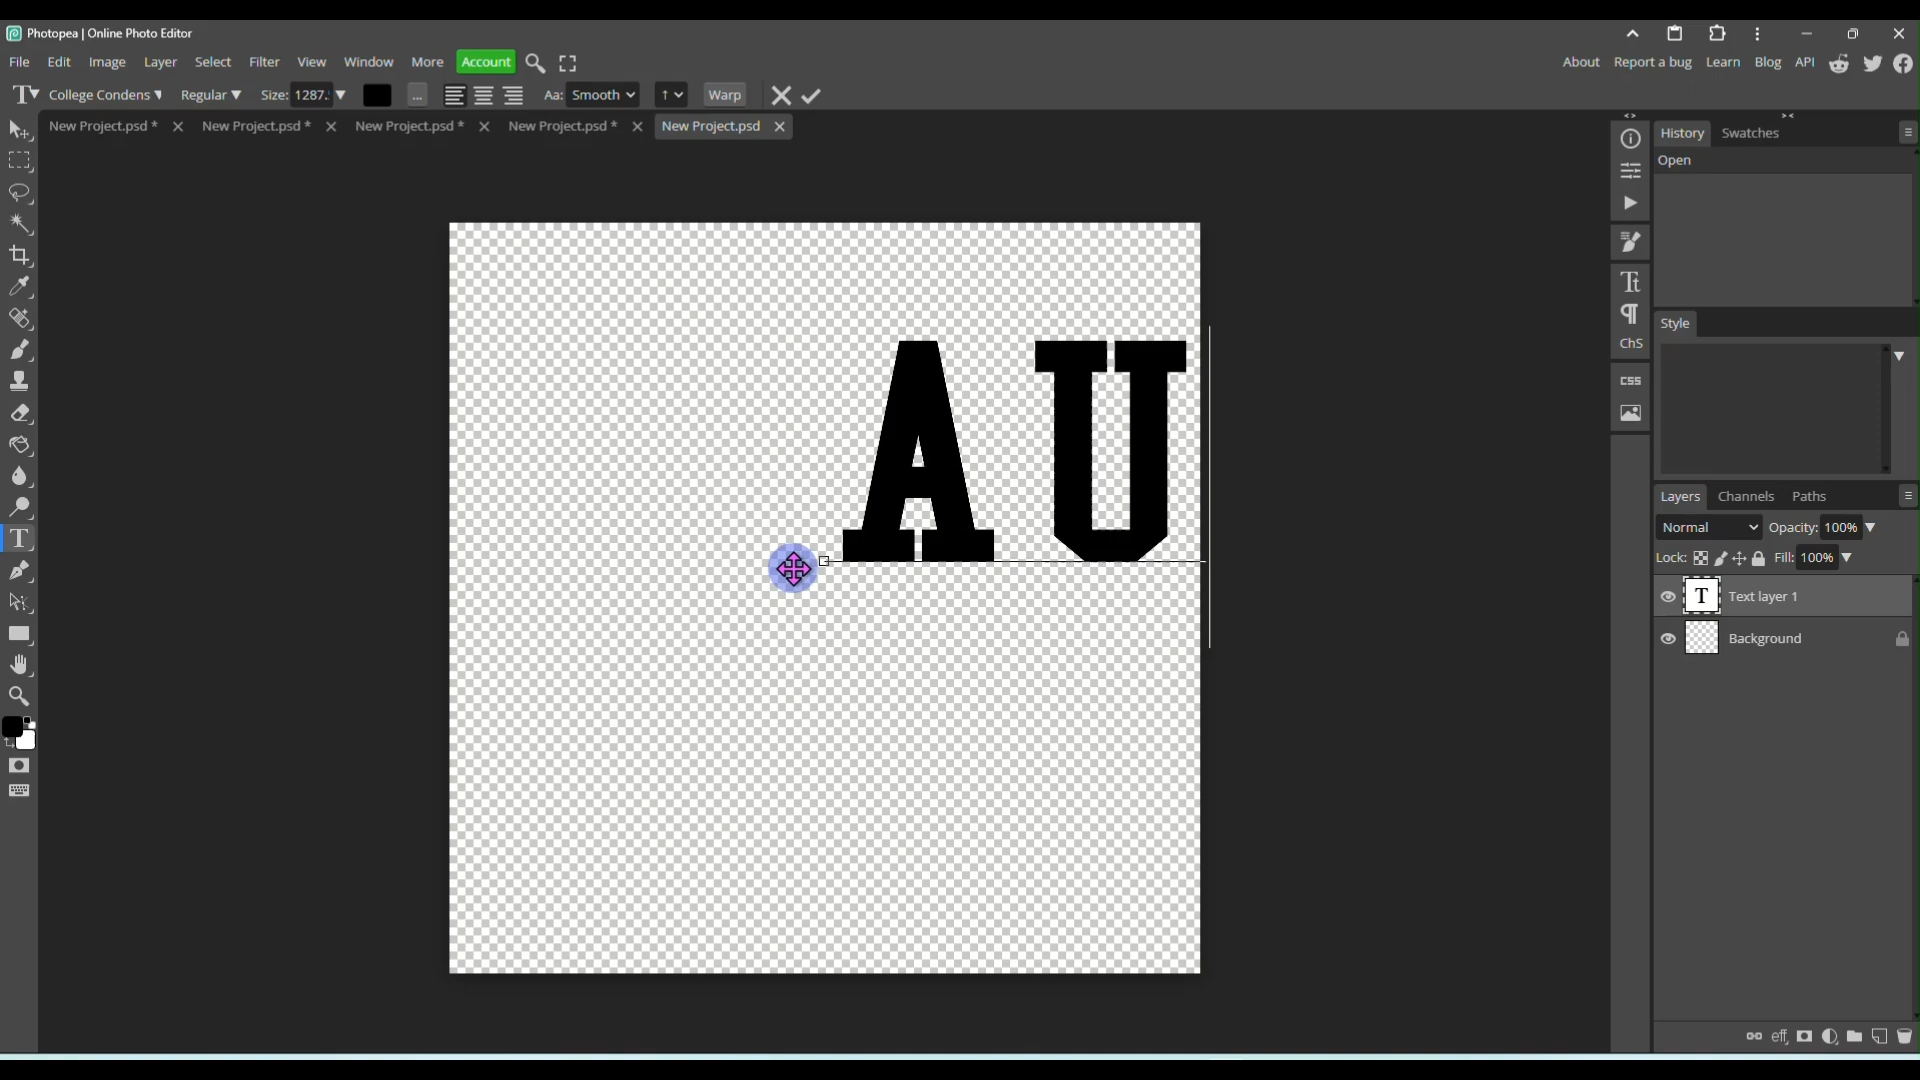 Photopea | Online Photo Editor
File Edit Image Layer Select Filter View Window More Account
About Report a bug Learn Blog API
College Condens Regular Size: 1287. ... Aa: Smooth Warp
New Project.psd * New Project.psd * New Project.psd * New Project.psd * New Project.psd
History Swatches
Open
Style
ChS
CSS
A U
Layers Channels Paths
Normal Opacity: 100%
Lock: Fill: 100%
T Text layer 1
Background
eff